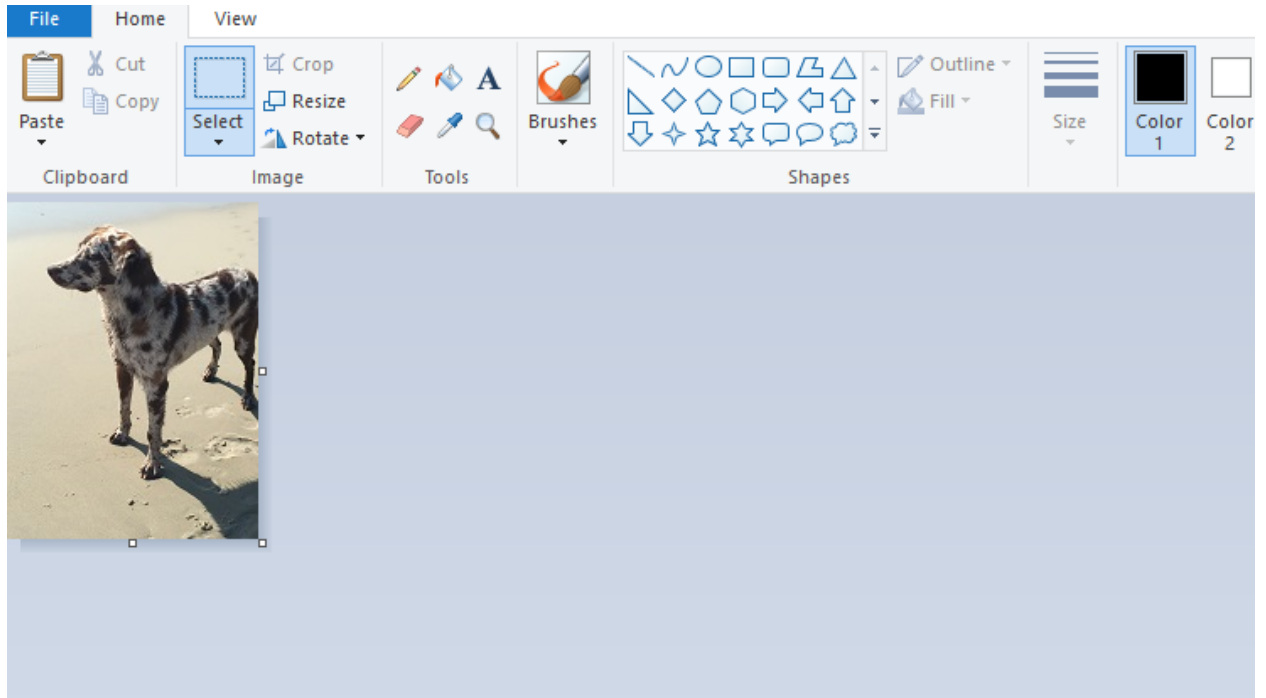 File Home View
Paste
Cut
Copy
Clipboard
Select
Crop
Resize
Rotate
Image
A
Tools
Brushes
Shapes
Outline
Fill
Size
Color
1
Color
2